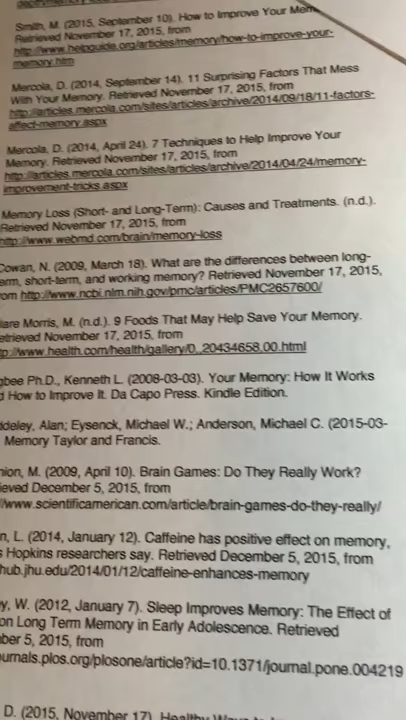 Smith, M. (2015, September 10). How to Improve Your
Retrieved November 17, 2015, from
http://www.helpguide.org/articles/memory/how-to-improve-your-
memory.htm
Mercola, D. (2014, September 14). 11 Surprising Factors That Mess
With Your Memory. Retrieved November 17, 2015, from
http://articles.mercola.com/sites/articles/archive/2014/09/18/11-factors-
affect-memory.aspx
Mercola, D. (2014, April 24). 7 Techniques to Help Improve Your
Memory. Retrieved November 17, 2015, from
http://articles.mercola.com/sites/articles/archive/2014/04/24/memory-
improvement-tricks.aspx
Memory Loss (Short- and Long-Term): Causes and Treatments. (n.d.).
Retrieved November 17, 2015, from
http://www.webmd.com/brain/memory-loss
Cowan, N. (2009, March 18). What are the differences between long-
erm, short-term, and working memory? Retrieved November 17, 2015,
om http://www.ncbi.nlm.nih.gov/pmc/articles/PMC2657600/
iare Morris, M. (n.d.). 9 Foods That May Help Save Your Memory.
etrieved November 17, 2015, from
tp://www.health.com/health/gallery/0,,20434658,00.html
gbee Ph.D., Kenneth L. (2008-03-03). Your Memory: How It Works
d How to Improve It. Da Capo Press. Kindle Edition.
ddeley, Alan; Eysenck, Michael W.; Anderson, Michael C. (2015-03-
Memory Taylor and Francis.
nion, M. (2009, April 10). Brain Games: Do They Really Work?
ieved December 5, 2015, from
/www.scientificamerican.com/article/brain-games-do-they-really/
n, L. (2014, January 12). Caffeine has positive effect on memory,
s Hopkins researchers say. Retrieved December 5, 2015, from
hub.jhu.edu/2014/01/12/caffeine-enhances-memory
y, W. (2012, January 7). Sleep Improves Memory: The Effect of
on Long Term Memory in Early Adolescence. Retrieved
ber 5, 2015, from
ournals.plos.org/plosone/article?id=10.1371/journal.pone.004219
D. (2015, November 17). Healthy